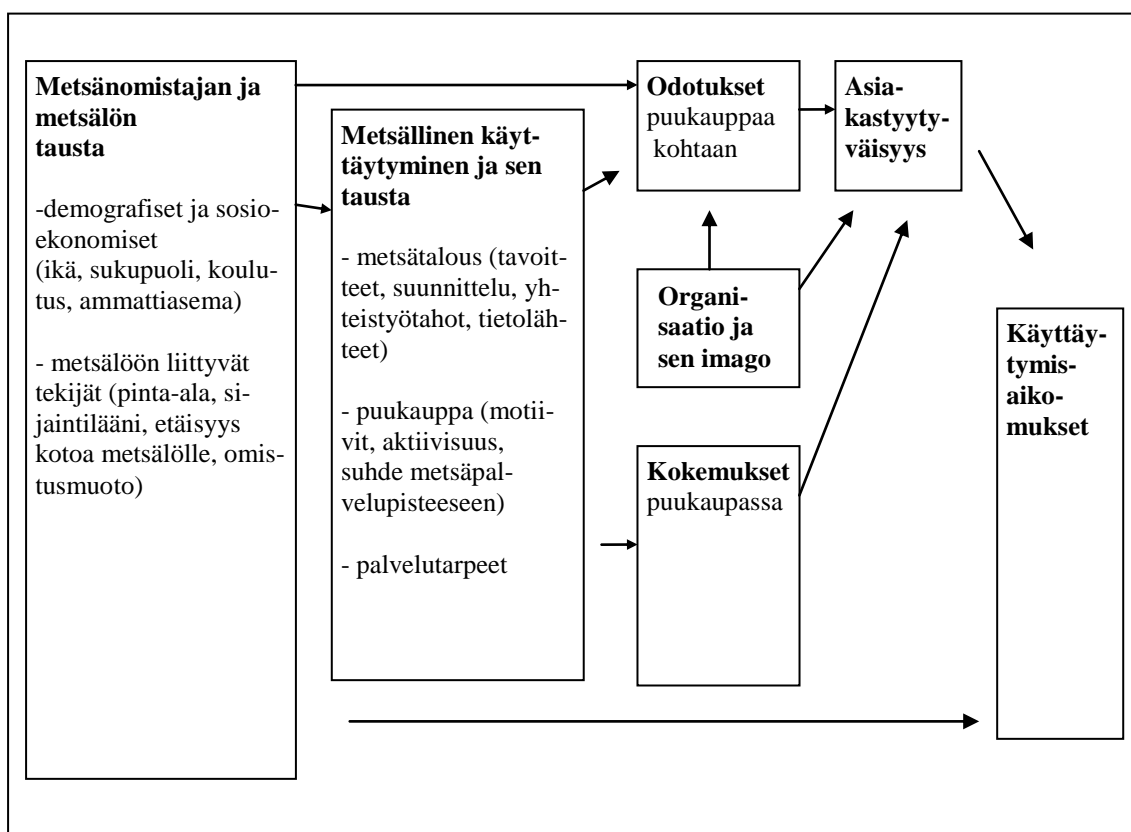 Metsänomistajan ja
metsälön
tausta
-demografiset ja sosio-
ekonomiset
(ikä, sukupuoli, koulu-
tus, ammattiasema)
- metsälöön liittyvät
tekijät (pinta-ala, si-
jaintilääni, etäisyys
kotoa metsälölle, omis-
tusmuoto)
Metsällinen käyt-
täytyminen ja sen
tausta
- metsätalous (tavoit-
teet, suunnittelu, yh-
teistyötahot, tietoläh-
teet)
- puukauppa (motii-
vit, aktiivisuus,
suhde metsäpal-
velupisteeseen)
- palvelutarpeet
Odotukset
puukauppaa
kohtaan
Organi-
saatio ja
sen imago
Kokemukset
puukaupassa
Asia-
kastyyty-
väisyys
Käyttäy-
tymis-
aiko-
mukset